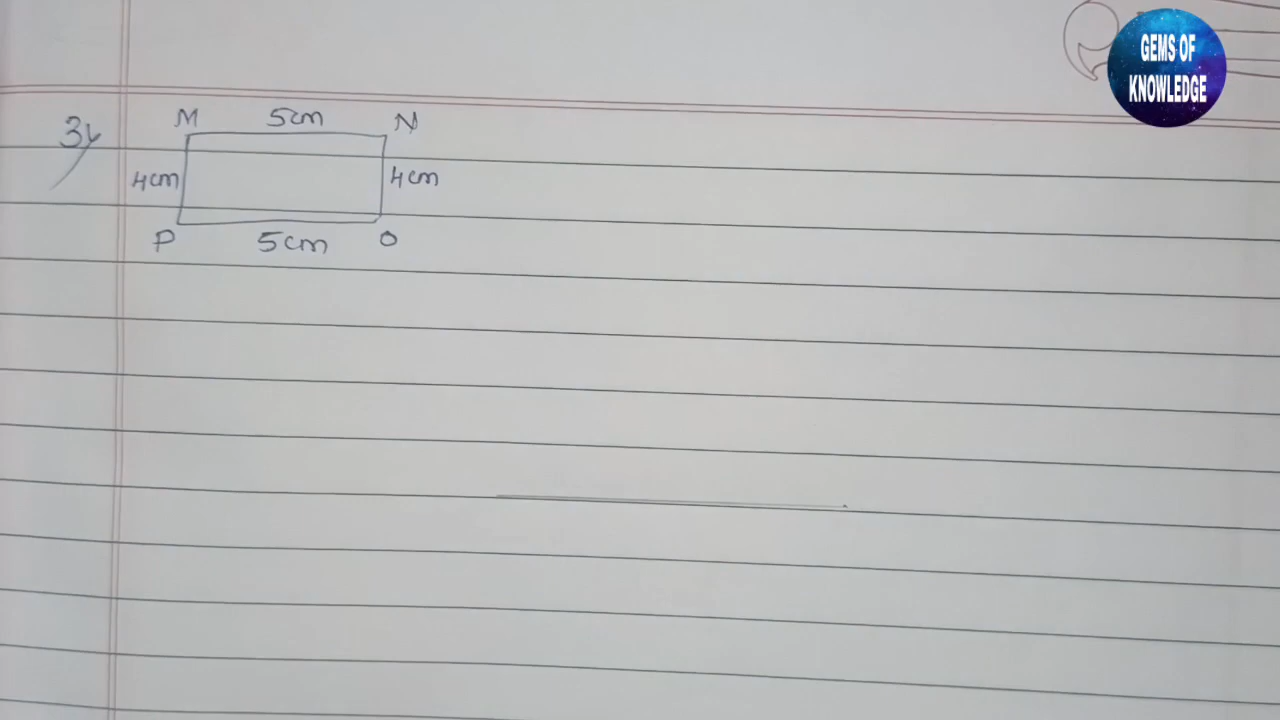 GEMS OF
KNOWLEDGE
3)
M 5cm N
4cm 4cm
P 5cm O